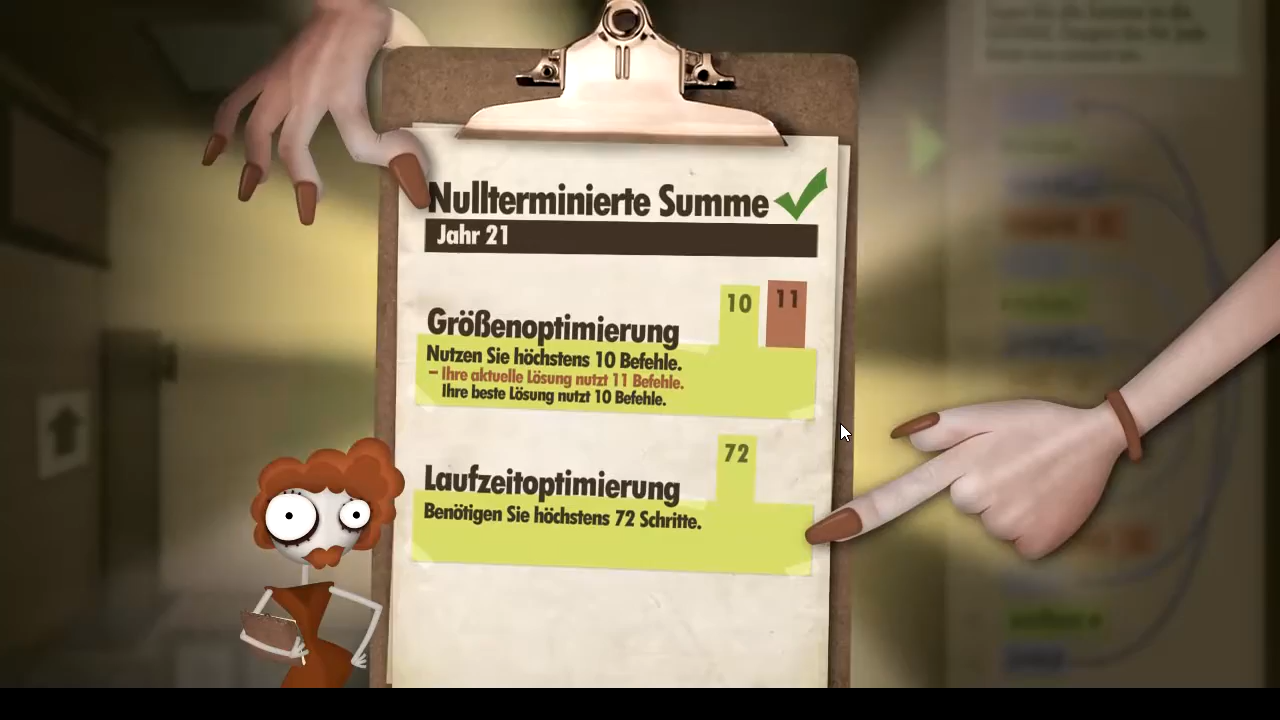 Nullterminierte Summe
Jahr 21
10
11
Größenoptimierung
Nutzen Sie höchstens 10 Befehle.
– Ihre aktuelle Lösung nutzt 11 Befehle.
Ihre beste Lösung nutzt 10 Befehle.
72
Laufzeitoptimierung
Benötigen Sie höchstens 72 Schritte.